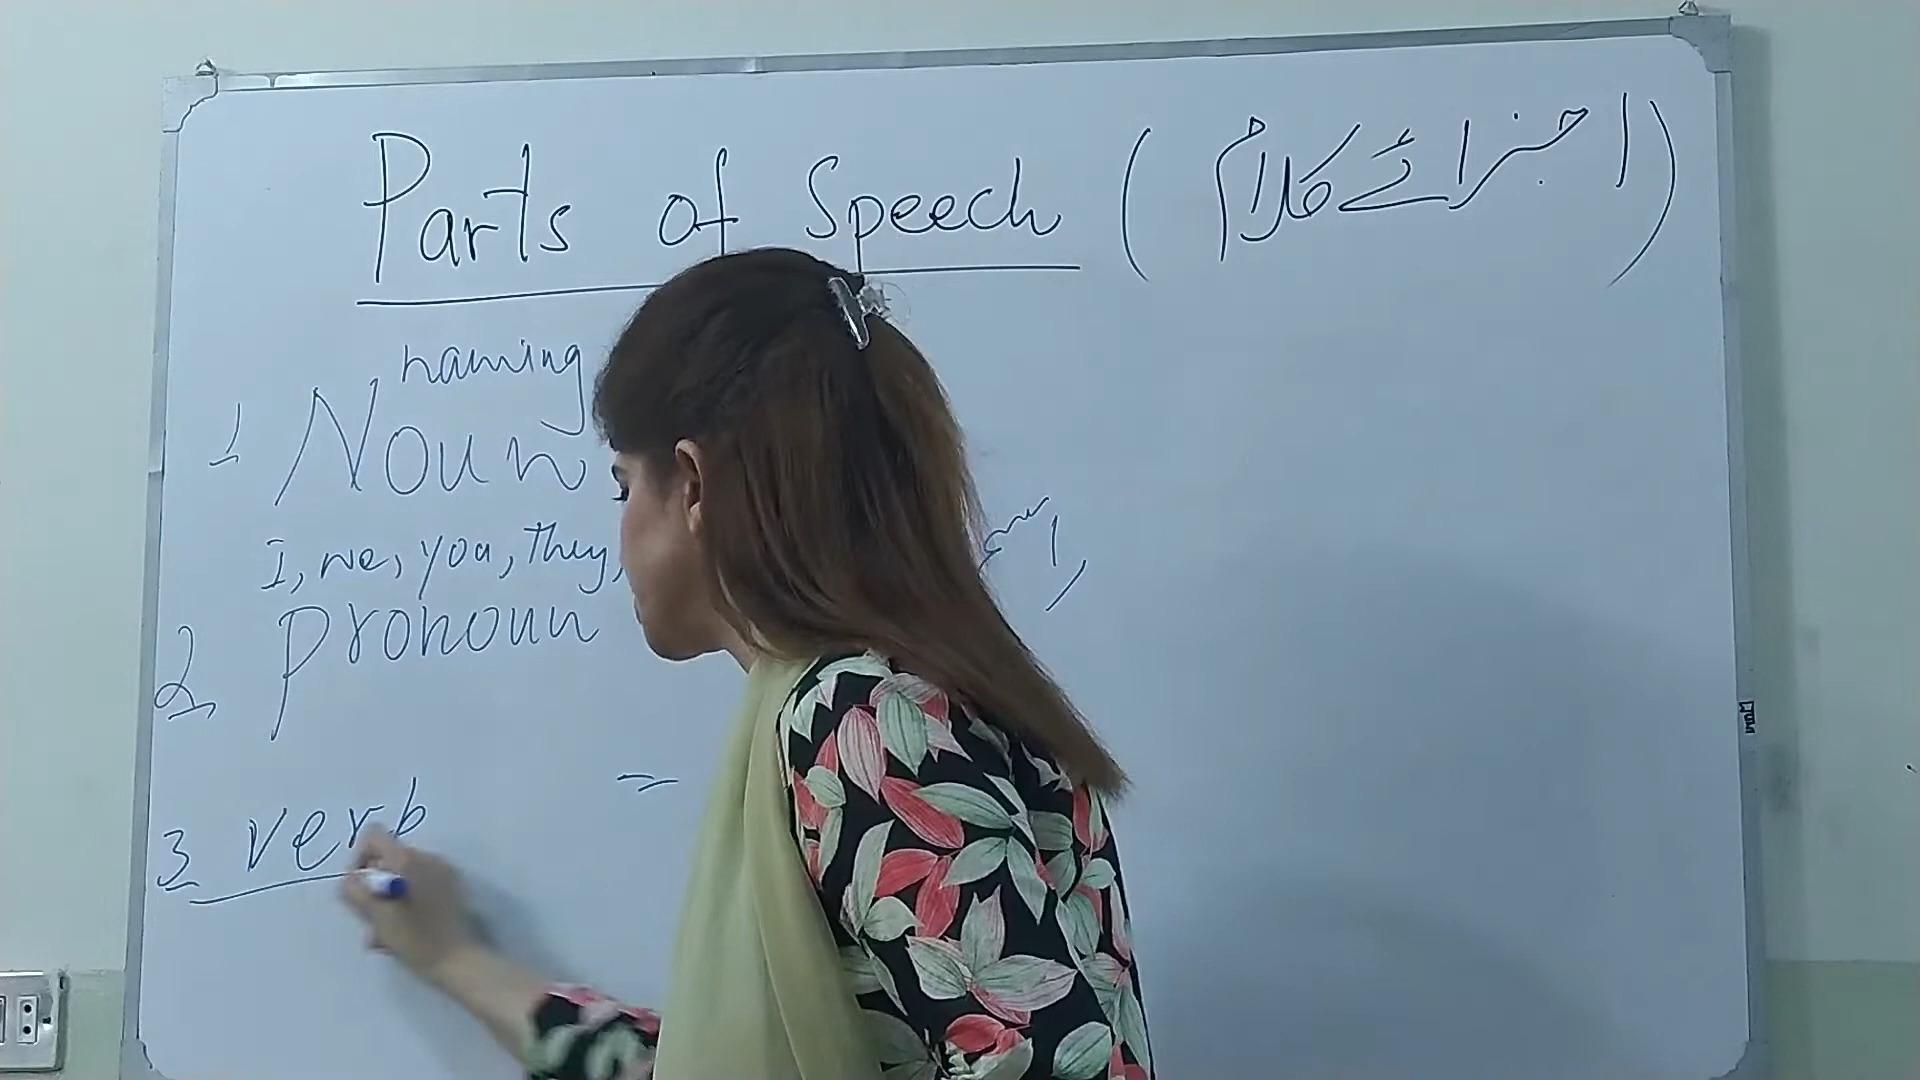 Parts of Speech (اجزائے کلام)
naming
1 Noun
I, we, you, they,
2, Pronoun
3 verb =